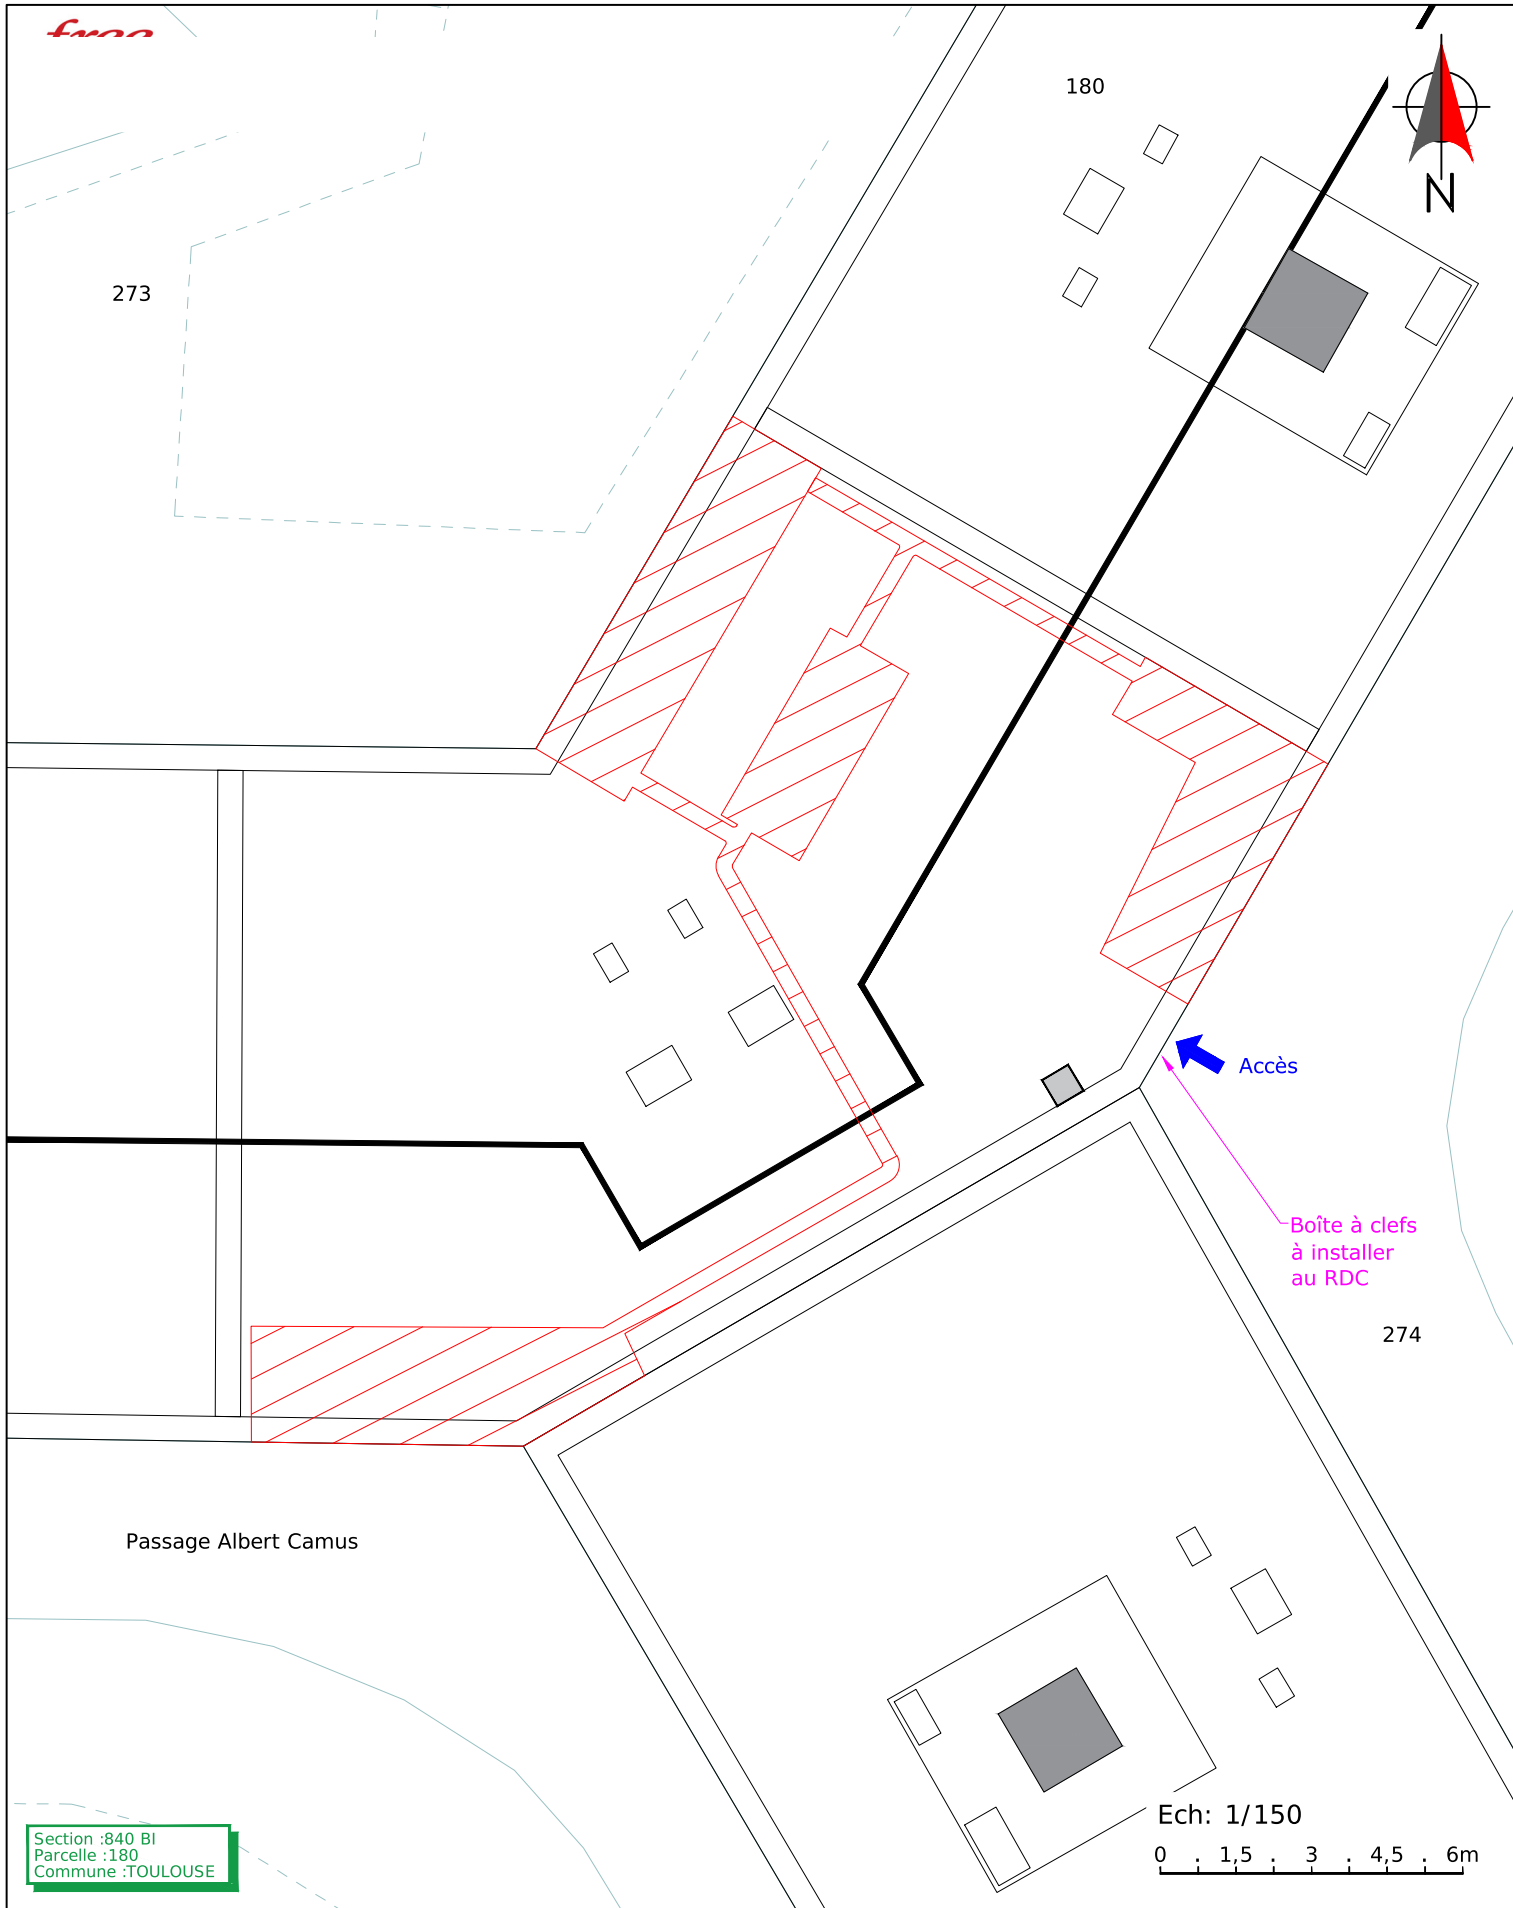 free
180
N
273
Accès
Boîte à clefs
à installer
au RDC
274
Passage Albert Camus
Ech: 1/150
0 . 1,5 . 3 . 4,5 . 6m
Section :840 BI
Parcelle :180
Commune :TOULOUSE